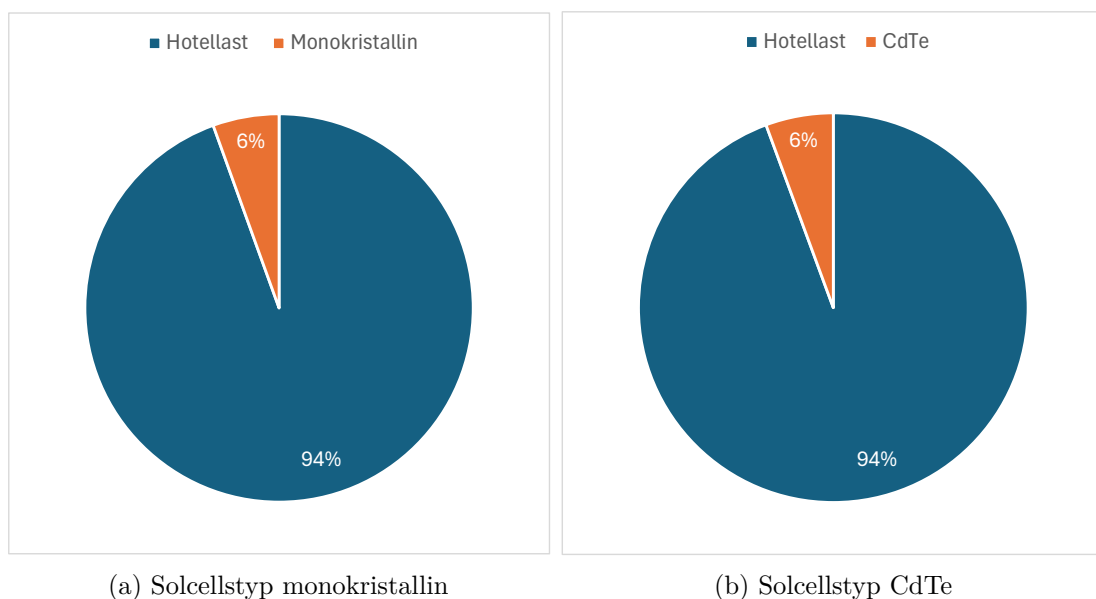 Hotellast Monokristallin
6%
94%
(a) Solcellstyp monokristallin
Hotellast CdTe
6%
94%
(b) Solcellstyp CdTe